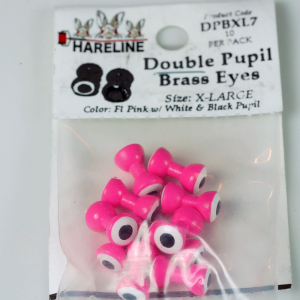 Product Code
DPBXL7
HARELINE
10
PER PACK
Double Pupil
Brass Eyes
Size: X-LARGE
Color: Fl Pink w/ White & Black Pupil